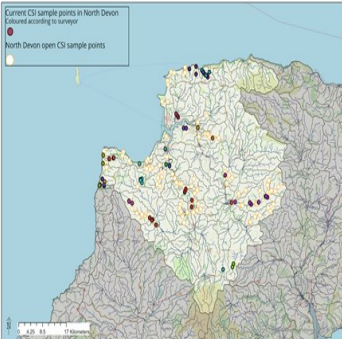 Current CSI sample points in North Devon
Coloured according to surveyor
North Devon open CSI sample points
0 4.25 8.5 17 Kilometers